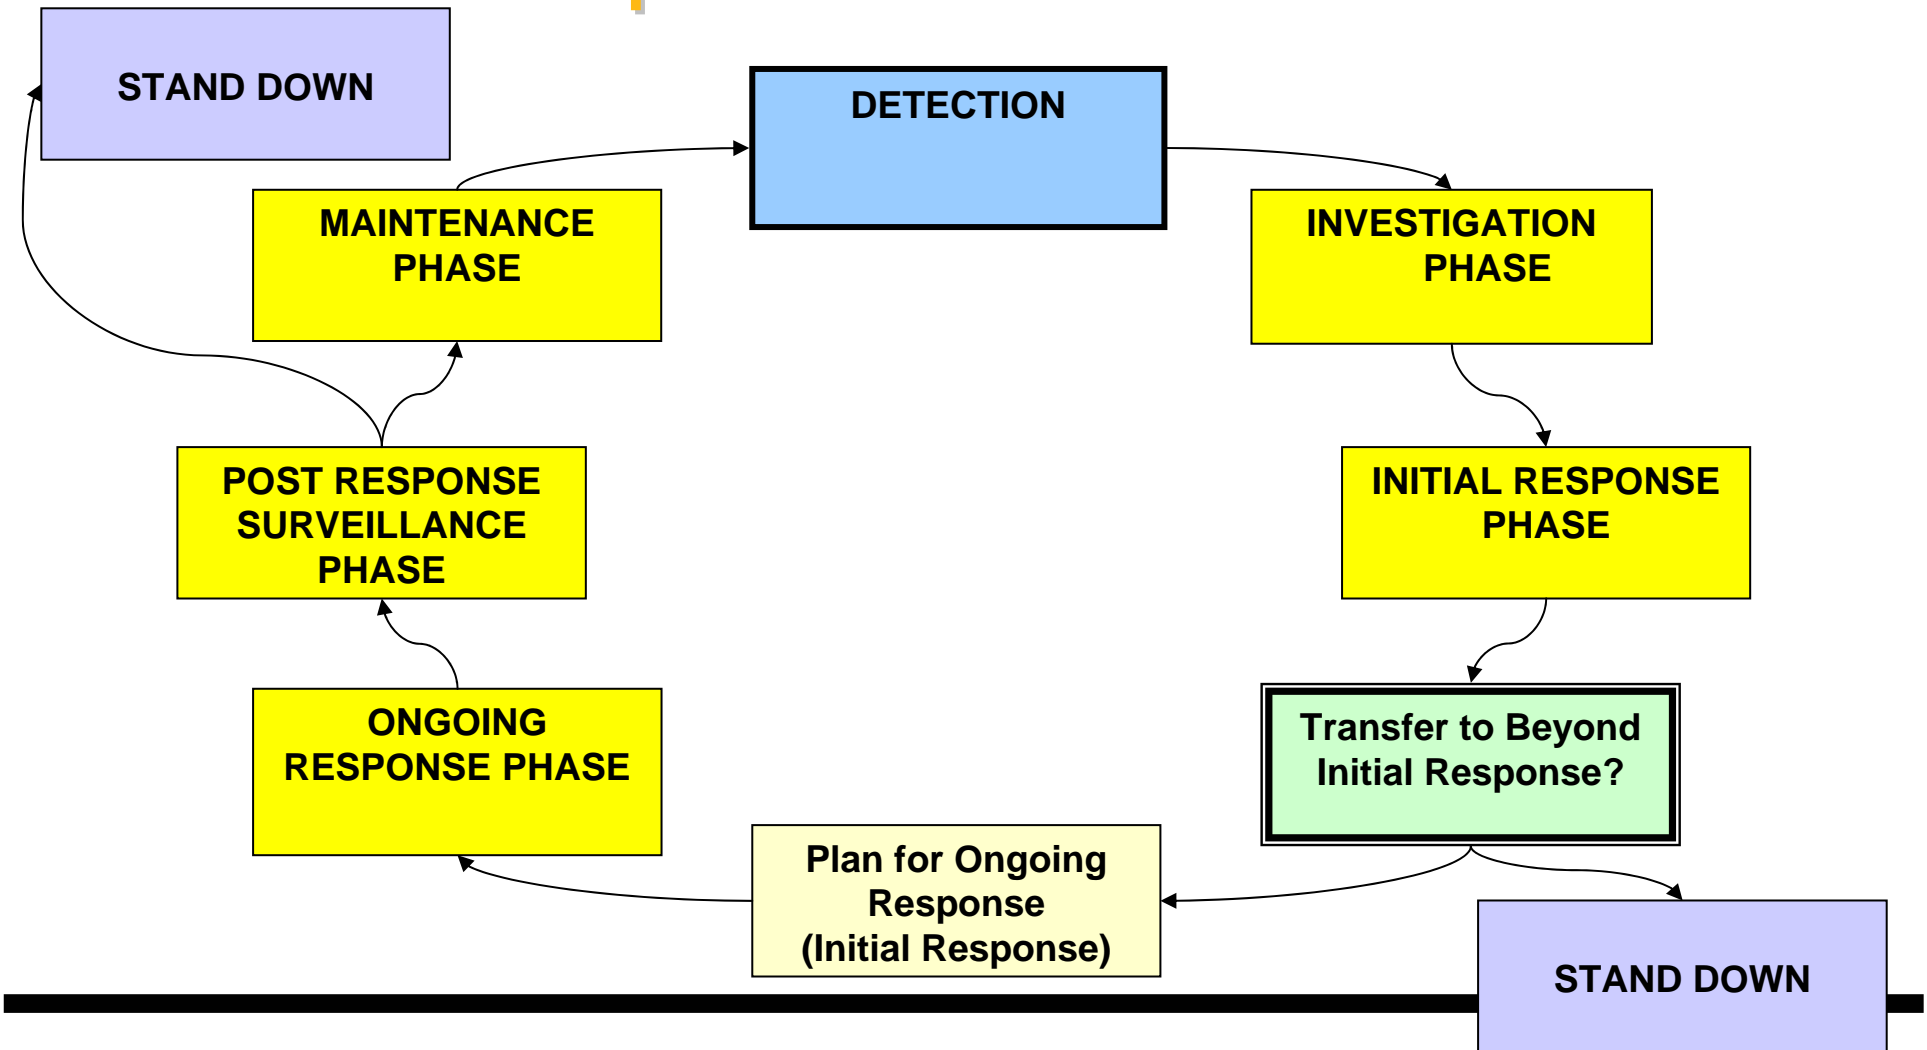 STAND DOWN
DETECTION
MAINTENANCE
PHASE
INVESTIGATION
PHASE
POST RESPONSE
SURVEILLANCE
PHASE
INITIAL RESPONSE
PHASE
ONGOING
RESPONSE PHASE
Transfer to Beyond
Initial Response?
Plan for Ongoing
Response
(Initial Response)
STAND DOWN